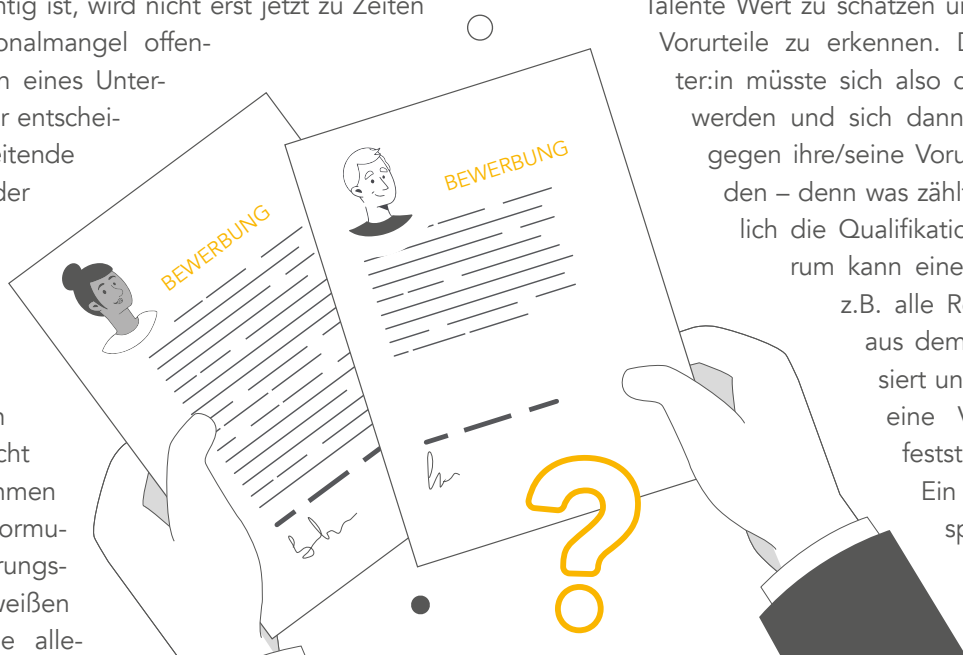 ntig ist, wird nicht erst jetzt zu Zeiten
onalmangel offen-
n eines Unter-
r entschei-
eitende
der
n
cht
hmen
ormu-
rungs-
weißen
e alle-
BEWERBUNG
BEWERBUNG
?
Talente Wert zu schätzen u
Vorurteile zu erkennen. D
ter:in müsste sich also d
werden und sich dann
gegen ihre/seine Voru
den – denn was zählt
lich die Qualifikatio
rum kann eine
z.B. alle Re
aus dem
siert un
eine V
festst
Ein
sp